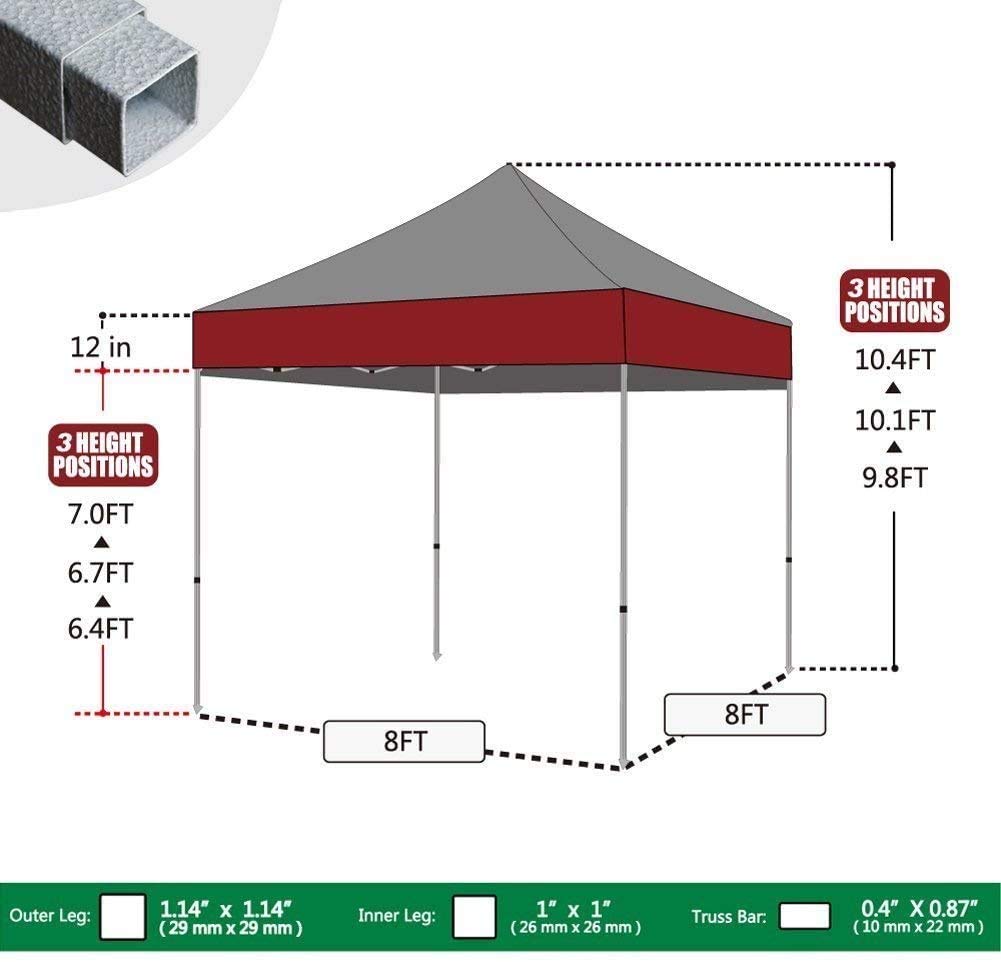 12 in
3 HEIGHT
POSITIONS
7.0FT
6.7FT
6.4FT
3 HEIGHT
POSITIONS
10.4FT
10.1FT
9.8FT
8FT
8FT
Outer Leg:
1.14” x 1.14”
( 29 mm x 29 mm )
Inner Leg:
1” x 1”
( 26 mm x 26 mm )
Truss Bar:
0.4” X 0.87”
( 10 mm x 22 mm )